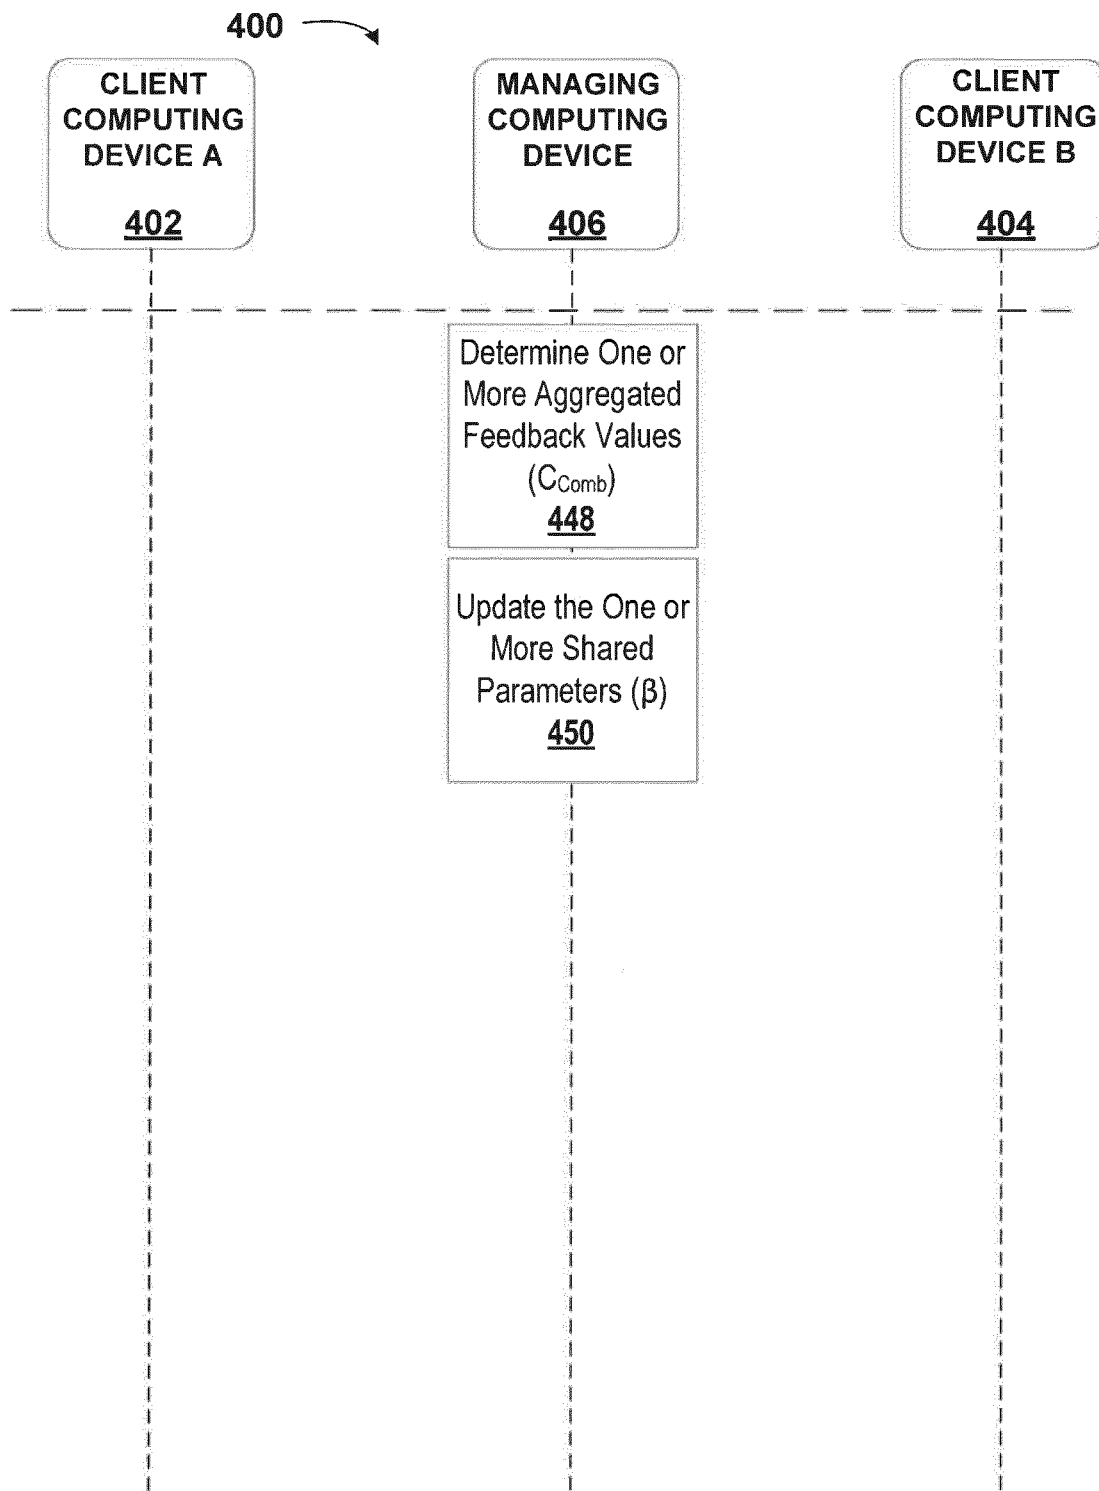 400
CLIENT
COMPUTING
DEVICE A
402
MANAGING
COMPUTING
DEVICE
406
CLIENT
COMPUTING
DEVICE B
404
Determine One or
More Aggregated
Feedback Values
(CComb)
448
Update the One or
More Shared
Parameters (β)
450